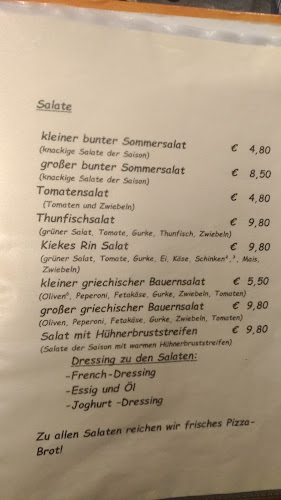 Salate
kleiner bunter Sommersalat € 4,80
(knackige Salate der Saison)
großer bunter Sommersalat € 8,50
(knackige Salate der Saison)
Tomatensalat € 4,80
(Tomaten und Zwiebeln)
Thunfischsalat € 9,80
(grüner Salat, Tomate, Gurke, Thunfisch, Zwiebeln)
Kiekes Rin Salat € 9,80
(grüner Salat, Tomate, Gurke, Ei, Käse, Schinken², ³, Mais,
Zwiebeln)
kleiner griechischer Bauernsalat € 5,50
(Oliven⁶, Peperoni, Fetakäse, Gurke, Zwiebeln, Tomaten)
großer griechischer Bauernsalat € 9,80
(Oliven, Peperoni, Fetakäse, Gurke, Zwiebeln, Tomaten)
Salat mit Hühnerbruststreifen € 9,80
(Salate der Saison mit warmen Hühnerbruststreifen)
Dressing zu den Salaten:
-French-Dressing
-Essig und Öl
-Joghurt -Dressing
Zu allen Salaten reichen wir frisches Pizza-
Brot!